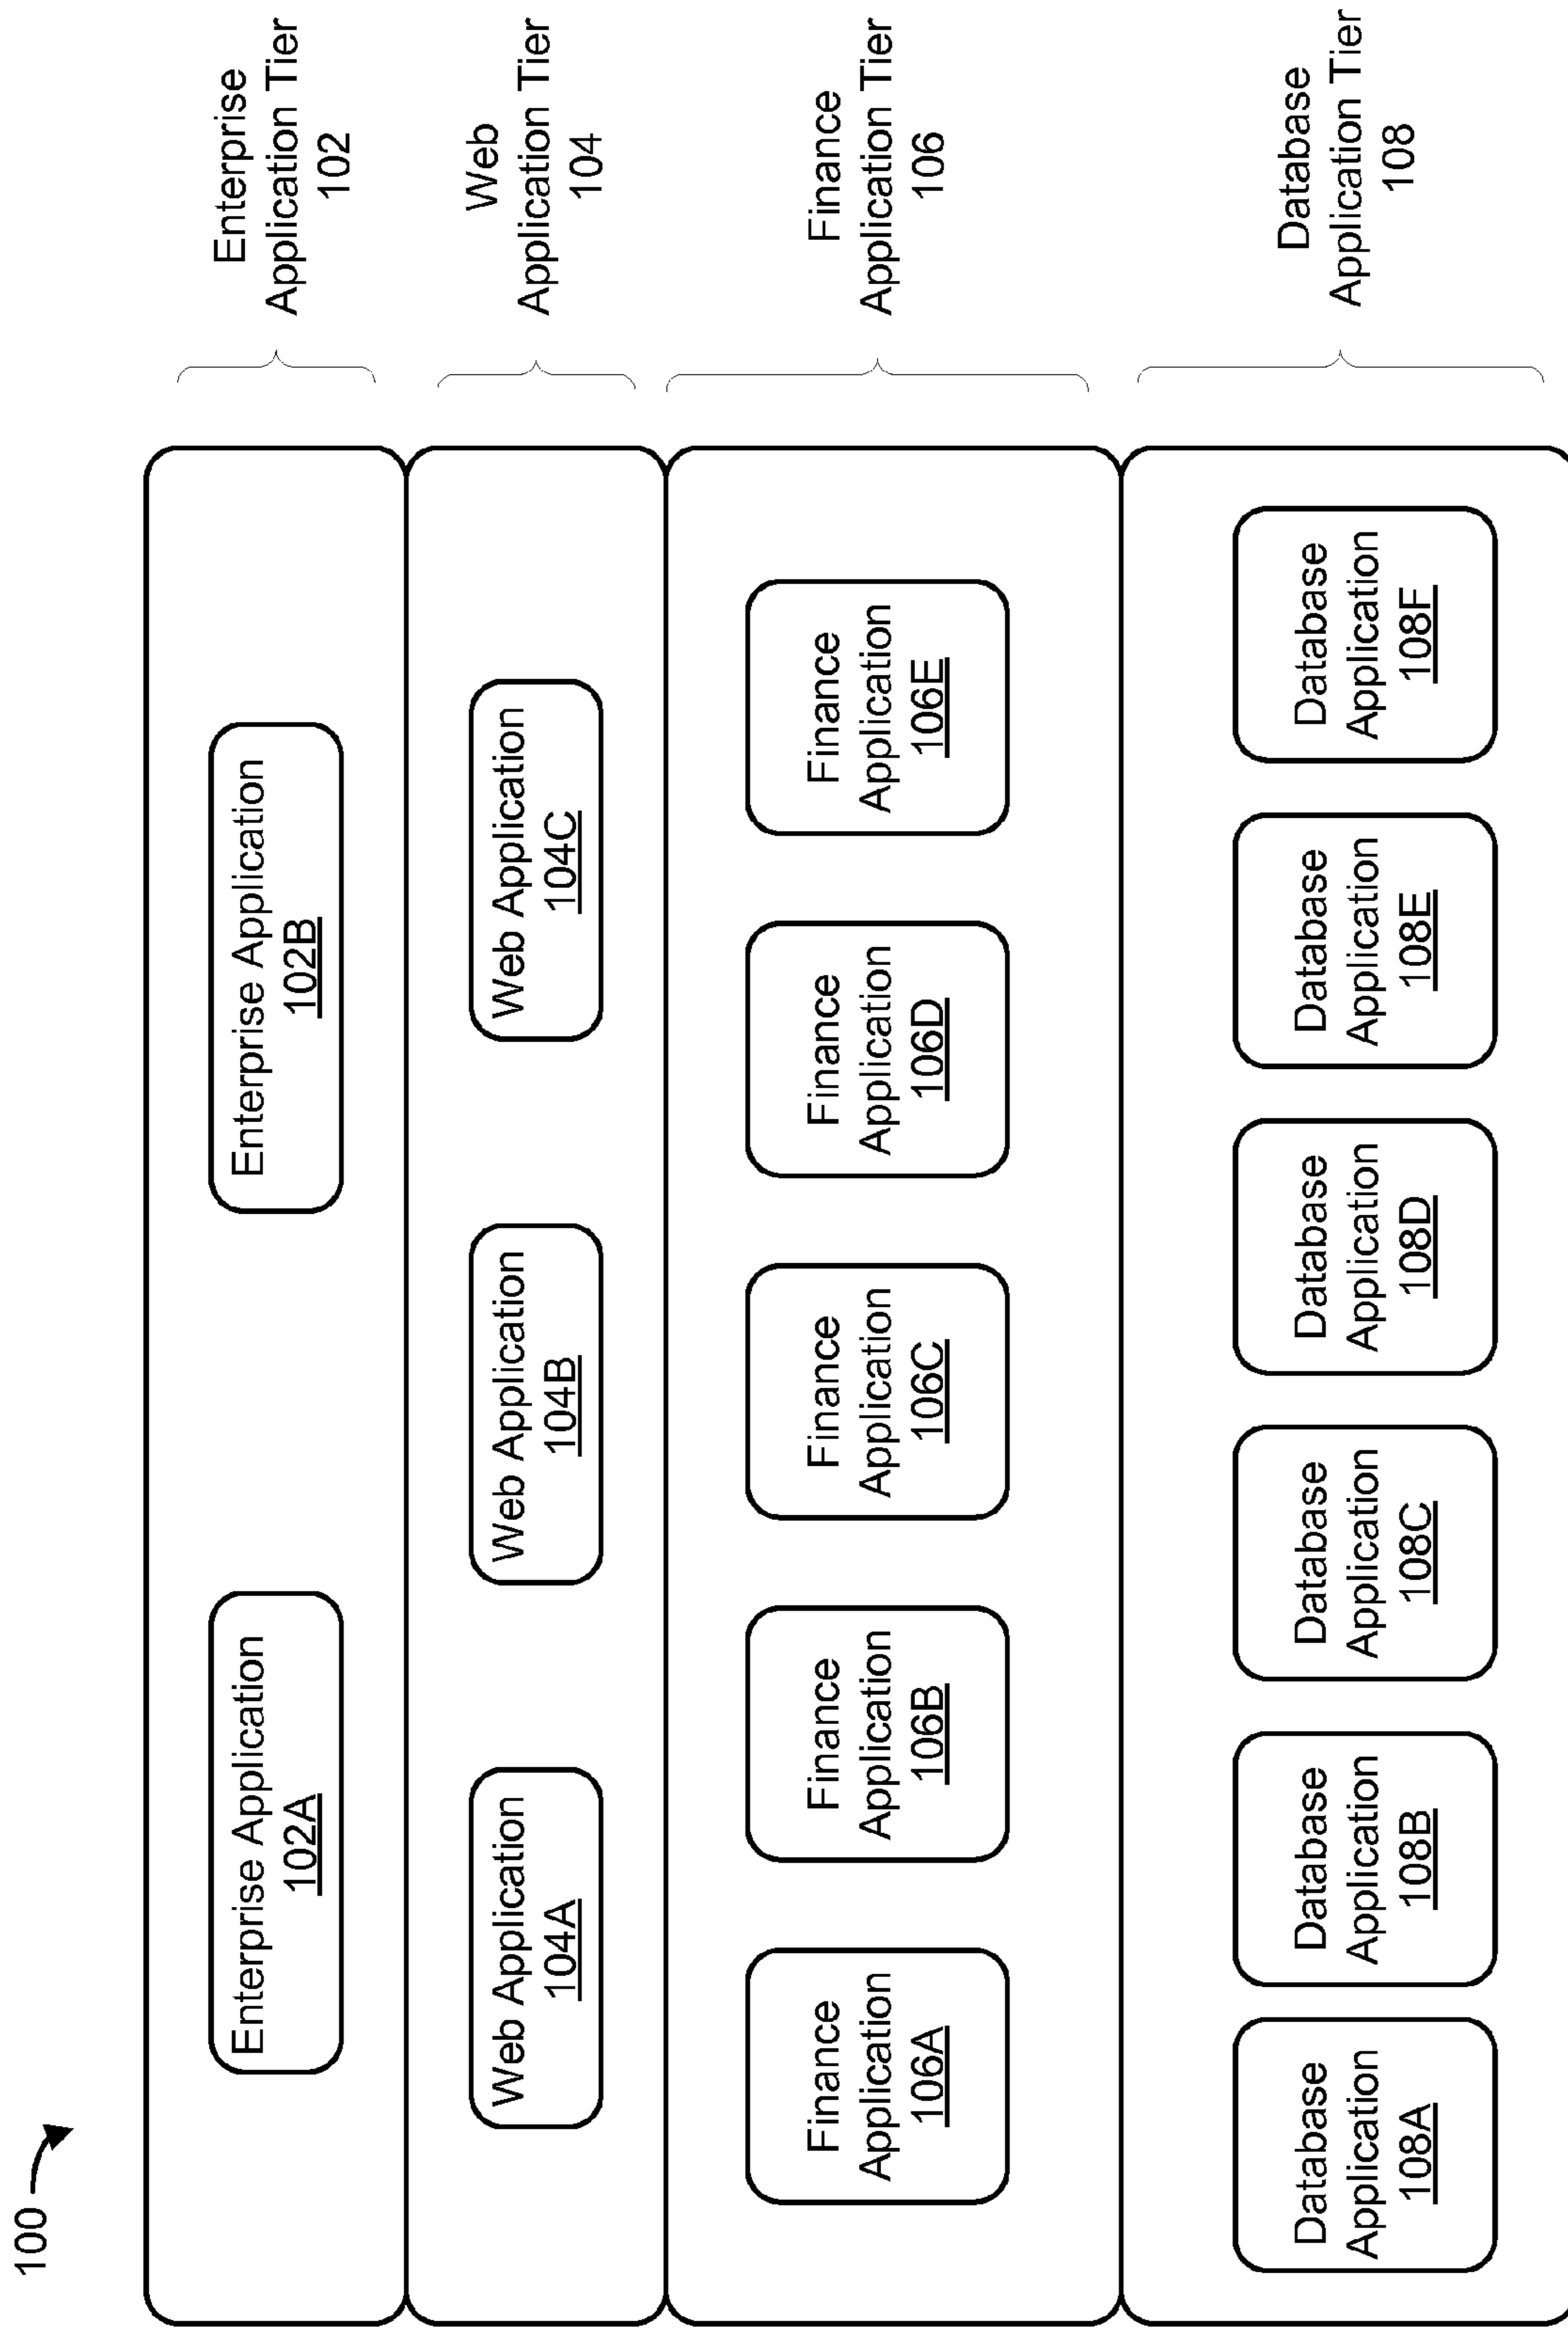 100
Enterprise Application
102A
Enterprise Application
102B
Enterprise
Application Tier
102
Web Application
104A
Web Application
104B
Web Application
104C
Web
Application Tier
104
Finance
Application
106A
Finance
Application
106B
Finance
Application
106C
Finance
Application
106D
Finance
Application
106E
Finance
Application Tier
106
Database
Application
108A
Database
Application
108B
Database
Application
108C
Database
Application
108D
Database
Application
108E
Database
Application
108F
Database
Application Tier
108